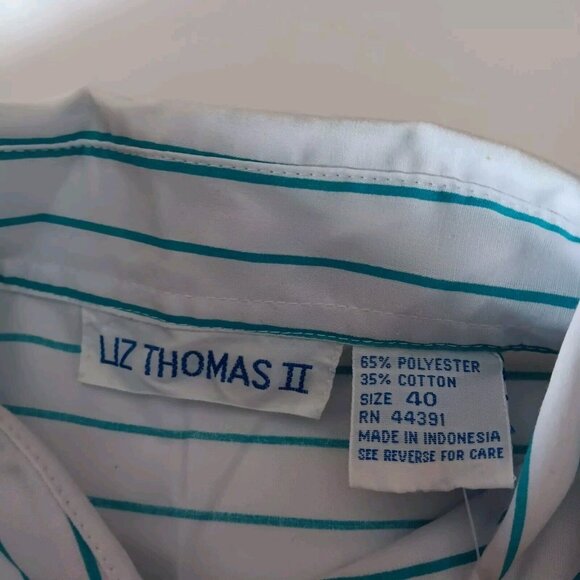 LIZ THOMAS II
65% POLYESTER
35% COTTON
SIZE 40
RN 44391
MADE IN INDONESIA
SEE REVERSE FOR CARE